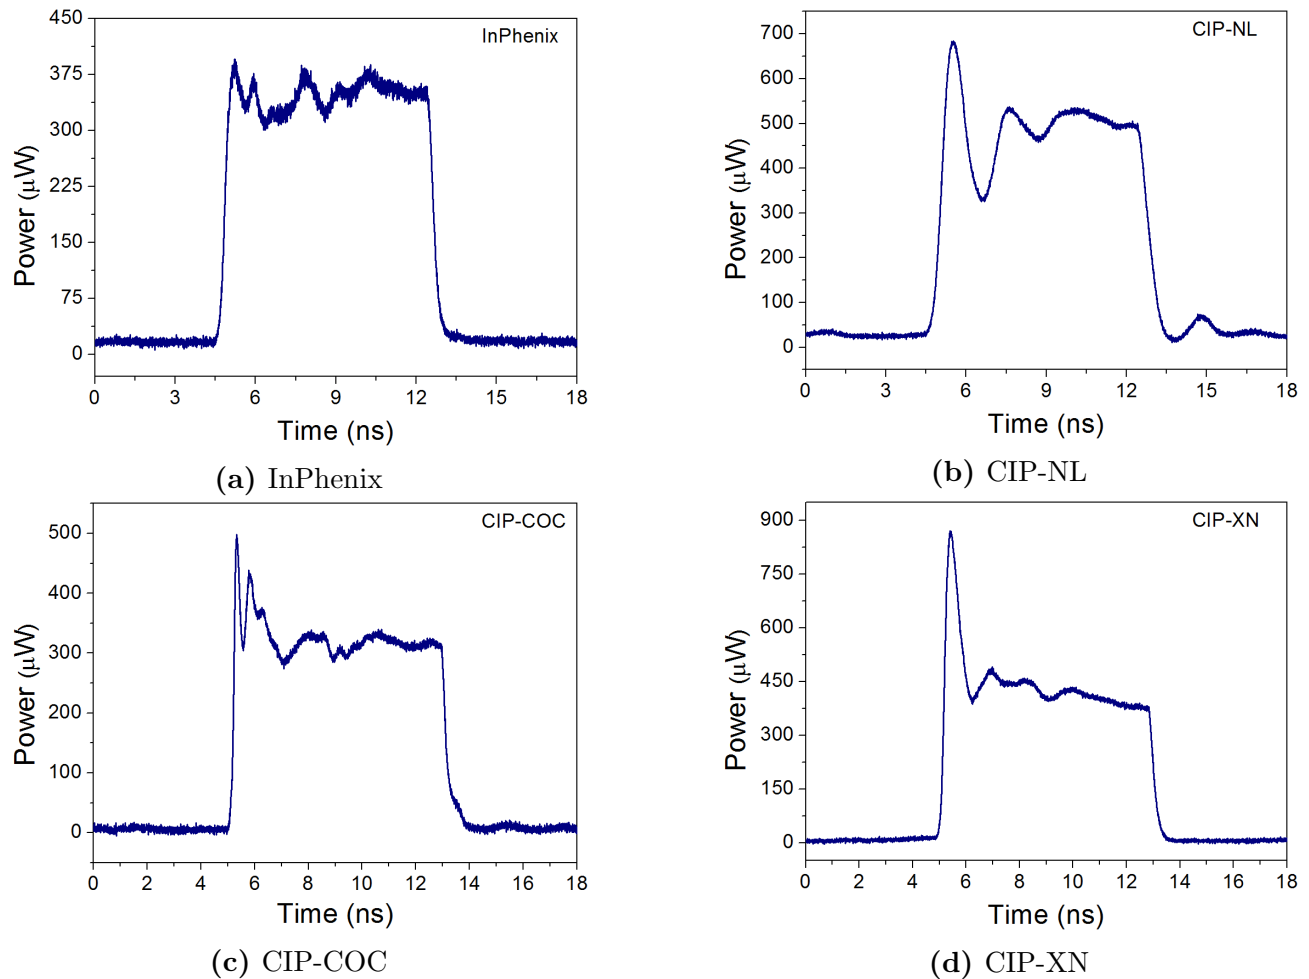 450
375
300
225
150
75
0
Power (μW)
InPhenix
0 3 6 9 12 15 18
Time (ns)
(a) InPhenix
700
600
500
400
300
200
100
0
Power (μW)
CIP-NL
0 3 6 9 12 15 18
Time (ns)
(b) CIP-NL
500
400
300
200
100
0
Power (μW)
CIP-COC
0 2 4 6 8 10 12 14 16 18
Time (ns)
(c) CIP-COC
900
750
600
450
300
150
0
Power (μW)
CIP-XN
0 2 4 6 8 10 12 14 16 18
Time (ns)
(d) CIP-XN